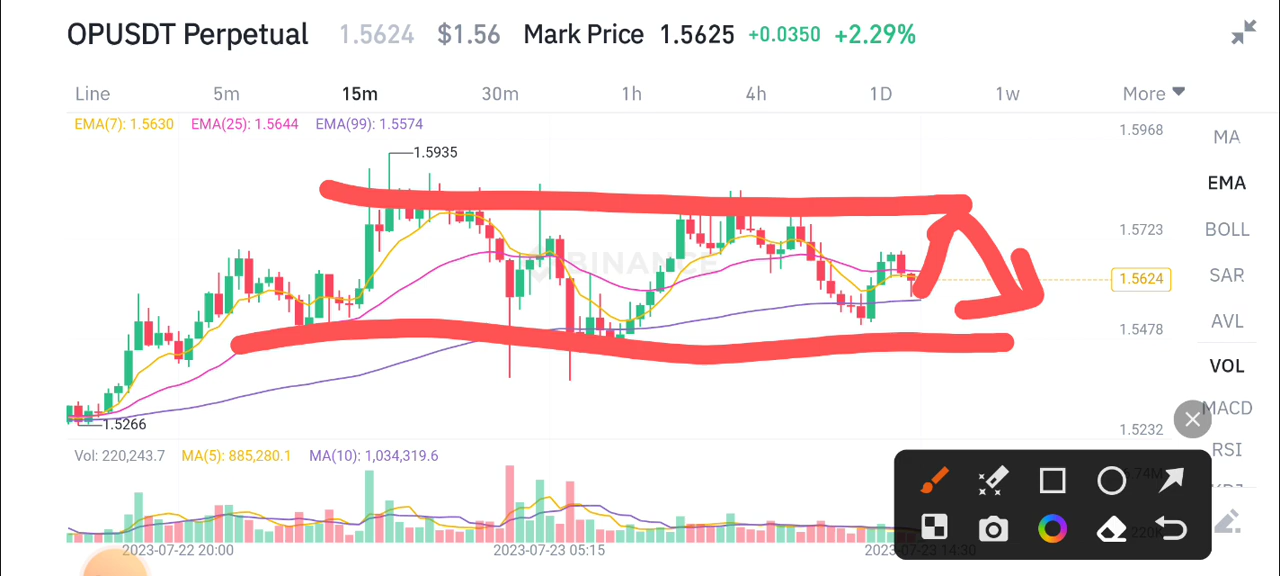 OPUSDT Perpetual 1.5624 $1.56 Mark Price 1.5625 +0.0350 +2.29%
Line 5m 15m 30m 1h 4h 1D 1w More
EMA(7): 1.5630 EMA(25): 1.5644 EMA(99): 1.5574
1.5968
MA
1.5935
EMA
1.5723
BOLL
BINANCE
SAR
1.5624
AVL
1.5478
VOL
MACD
1.5266
1.5232
RSI
Vol: 220,243.7 MA(5): 885,280.1 MA(10): 1,034,319.6
2023-07-22 20:00 2023-07-23 05:15 2023-07-23 14:30